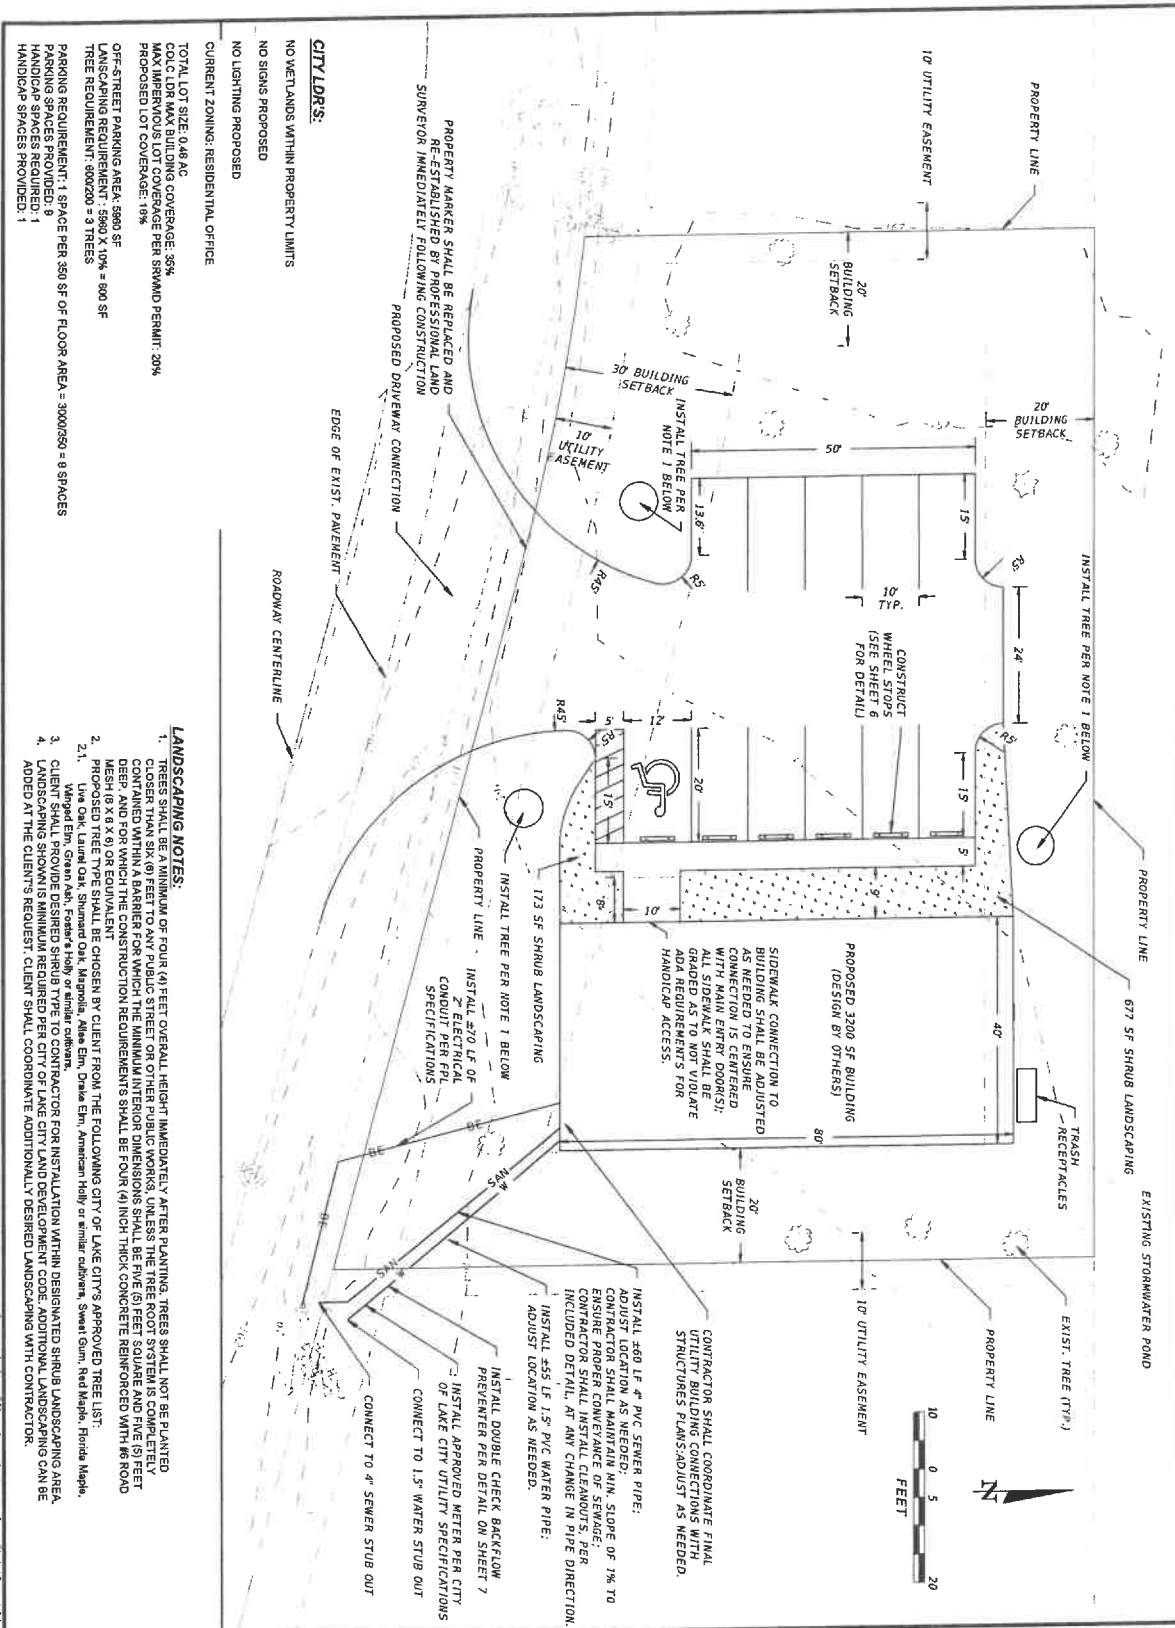 PROPERTY LINE
10' UTILITY EASEMENT
20'
BUILDING
SETBACK
20'
BUILDING
SETBACK
30' BUILDING
SETBACK
10'
UTILITY
EASEMENT
INSTALL TREE PER
NOTE 1 BELOW
50'
13.6'
15'
R5'
R5'
R45'
10'
TYP.
24'
INSTALL TREE PER NOTE 1 BELOW
CONSTRUCT
WHEEL STOPS
(SEE SHEET 6
FOR DETAIL)
R5'
15'
5'
9'
20'
12'
5'
R5'
15'
R45'
8'
10'
PROPERTY LINE
677 SF SHRUB LANDSCAPING
EXISTING STORMWATER POND
40'
80'
TRASH
RECEPTACLES
PROPOSED 3200 SF BUILDING
(DESIGN BY OTHERS)
SIDEWALK CONNECTION TO
BUILDING SHALL BE ADJUSTED
AS NEEDED TO ENSURE
CONNECTION IS CENTERED
WITH MAIN ENTRY DOOR(S);
ALL SIDEWALK SHALL BE
GRADED AS TO NOT VIOLATE
ADA REQUIREMENTS FOR
HANDICAP ACCESS.
173 SF SHRUB LANDSCAPING
INSTALL TREE PER NOTE 1 BELOW
PROPERTY LINE
INSTALL ±70 LF OF
2" ELECTRICAL
CONDUIT PER FPL
SPECIFICATIONS
BE
BE
BE
SAN
W
SAN
W
20'
BUILDING
SETBACK
10' UTILITY EASEMENT
EXIST. TREE (TYP.)
PROPERTY LINE
10 0 5 20
FEET
N
CONTRACTOR SHALL COORDINATE FINAL
UTILITY BUILDING CONNECTIONS WITH
STRUCTURES PLANS;ADJUST AS NEEDED.
INSTALL ±60 LF 4" PVC SEWER PIPE;
ADJUST LOCATION AS NEEDED;
CONTRACTOR SHALL MAINTAIN MIN. SLOPE OF 1% TO
ENSURE PROPER CONVEYANCE OF SEWAGE;
CONTRACTOR SHALL INSTALL CLEANOUTS, PER
INCLUDED DETAIL, AT ANY CHANGE IN PIPE DIRECTION.
INSTALL ±55 LF 1.5" PVC WATER PIPE;
ADJUST LOCATION AS NEEDED.
INSTALL DOUBLE CHECK BACKFLOW
PREVENTER PER DETAIL ON SHEET 7
INSTALL APPROVED METER PER CITY
OF LAKE CITY UTILITY SPECIFICATIONS
CONNECT TO 1.5" WATER STUB OUT
CONNECT TO 4" SEWER STUB OUT
PROPERTY MARKER SHALL BE REPLACED AND
RE-ESTABLISHED BY PROFESSIONAL LAND
SURVEYOR IMMEDIATELY FOLLOWING CONSTRUCTION
PROPOSED DRIVEWAY CONNECTION
EDGE OF EXIST. PAVEMENT
ROADWAY CENTERLINE
CITY LDR'S:
NO WETLANDS WITHIN PROPERTY LIMITS
NO SIGNS PROPOSED
NO LIGHTING PROPOSED
CURRENT ZONING: RESIDENTIAL OFFICE
TOTAL LOT SIZE: 0.46 AC
COLC LDR MAX BUILDING COVERAGE: 35%
MAX IMPERVIOUS LOT COVERAGE PER SRWMD PERMIT: 20%
PROPOSED LOT COVERAGE: 16%
OFF-STREET PARKING AREA: 5960 SF
LANSCAPING REQUIREMENT : 5960 X 10% = 600 SF
TREE REQUIREMENT: 600/200 = 3 TREES
PARKING REQUIREMENT: 1 SPACE PER 350 SF OF FLOOR AREA = 3000/350 = 9 SPACES
PARKING SPACES PROVIDED: 9
HANDICAP SPACES REQUIRED: 1
HANDICAP SPACES PROVIDED: 1
LANDSCAPING NOTES:
1. TREES SHALL BE A MINIMUM OF FOUR (4) FEET OVERALL HEIGHT IMMEDIATELY AFTER PLANTING. TREES SHALL NOT BE PLANTED
CLOSER THAN SIX (6) FEET TO ANY PUBLIC STREET OR OTHER PUBLIC WORKS, UNLESS THE TREE ROOT SYSTEM IS COMPLETELY
CONTAINED WITHIN A BARRIER FOR WHICH THE MINIMUM INTERIOR DIMENSIONS SHALL BE FIVE (5) FEET SQUARE AND FIVE (5) FEET
DEEP, AND FOR WHICH THE CONSTRUCTION REQUIREMENTS SHALL BE FOUR (4) INCH THICK CONCRETE REINFORCED WITH #6 ROAD
MESH (6 X 6 X 6) OR EQUIVALENT
2. PROPOSED TREE TYPE SHALL BE CHOSEN BY CLIENT FROM THE FOLLOWING CITY OF LAKE CITY'S APPROVED TREE LIST:
2.1. Live Oak, Laurel Oak, Shumard Oak, Magnolia, Allee Elm, Drake Elm, American Holly or similar cultivars, Sweet Gum, Red Maple, Florida Maple,
Winged Elm, Green Ash, Foster's Holly or similar cultivars.
3. CLIENT SHALL PROVIDE DESIRED SHRUB TYPE TO CONTRACTOR FOR INSTALLATION WITHIN DESIGNATED SHRUB LANDSCAPING AREA.
4. LANDSCAPING SHOWN IS MINIMUM REQUIRED PER CITY OF LAKE CITY LAND DEVELOPMENT CODE. ADDITIONAL LANDSCAPING CAN BE
ADDED AT THE CLIENT'S REQUEST. CLIENT SHALL COORDINATE ADDITIONALLY DESIRED LANDSCAPING WITH CONTRACTOR.